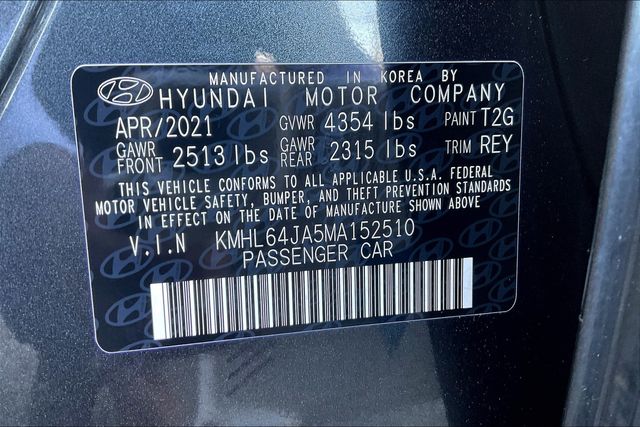 MANUFACTURED IN KOREA BY
HYUNDAI MOTOR COMPANY
APR/2021 GVWR 4354 lbs PAINT T2G
GAWR FRONT 2513 lbs GAWR REAR 2315 lbs TRIM REY
THIS VEHICLE CONFORMS TO ALL APPLICABLE U.S.A. FEDERAL
MOTOR VEHICLE SAFETY, BUMPER, AND THEFT PREVENTION STANDARDS
IN EFFECT ON THE DATE OF MANUFACTURE SHOWN ABOVE
V.I.N KMHL64JA5MA152510
PASSENGER CAR